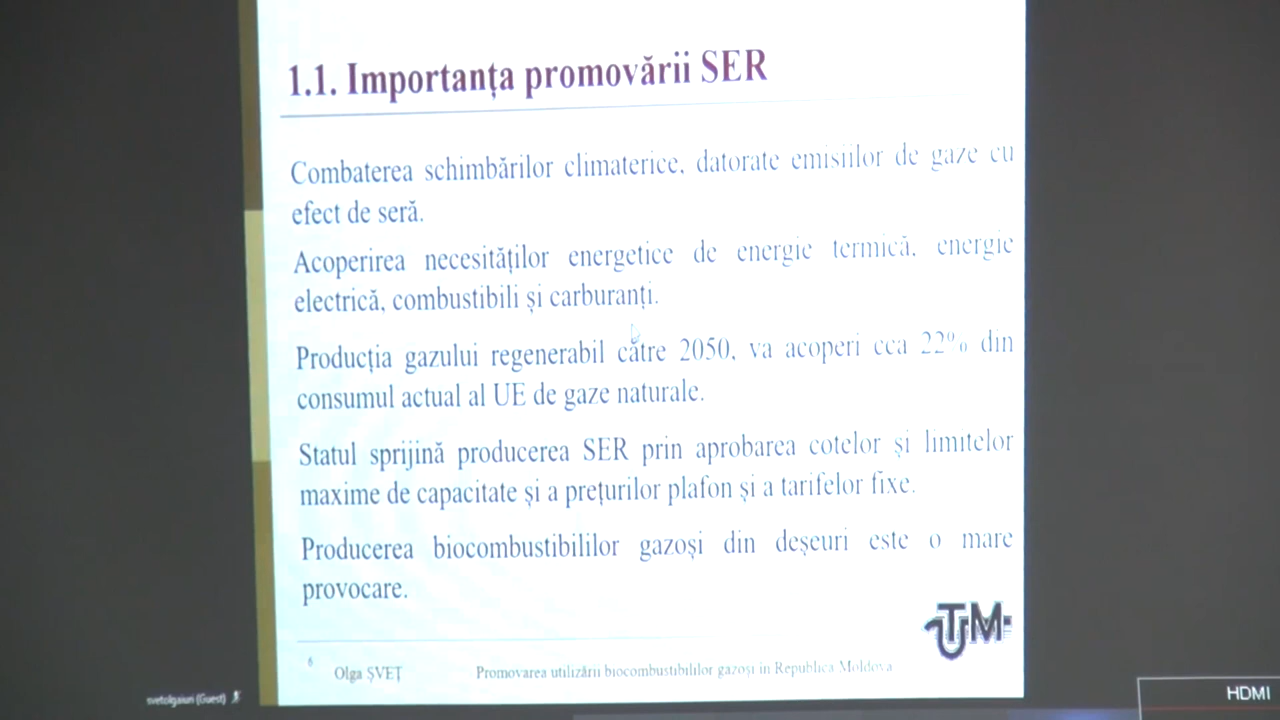 1.1. Importanța promovării SER
Combaterea schimbărilor climaterice, datorate emisiilor de gaze cu
efect de seră.
Acoperirea necesităților energetice de energie termică, energie
electrică, combustibili și carburanți.
Producția gazului regenerabil către 2050, va acoperi cca 22% din
consumul actual al UE de gaze naturale.
Statul sprijină producerea SER prin aprobarea cotelor și limitelor
maxime de capacitate și a prețurilor plafon și a tarifelor fixe.
Producerea biocombustibililor gazoși din deșeuri este o mare
provocare.
UTM
6
Olga ȘVEȚ
Promovarea utilizării biocombustibililor gazoși în Republica Moldova
svetolgaiuri (Guest)
HDMI